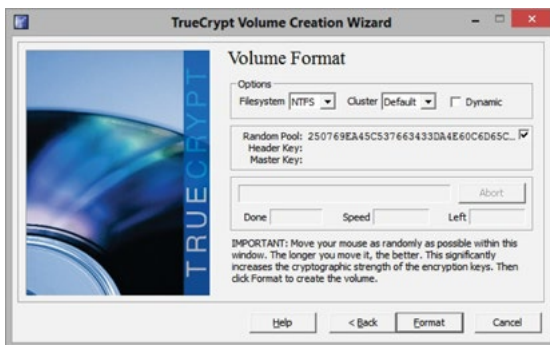 TrueCrypt Volume Creation Wizard
TRUECRYPT
Volume Format
Options
Filesystem NTFS Cluster Default Dynamic
Random Pool: 250769EA45C537663433DA4E60C6D65C...
Header Key:
Master Key:
Abort
Done Speed Left
IMPORTANT: Move your mouse as randomly as possible within this
window. The longer you move it, the better. This significantly
increases the cryptographic strength of the encryption keys. Then
click Format to create the volume.
Help < Back Format Cancel